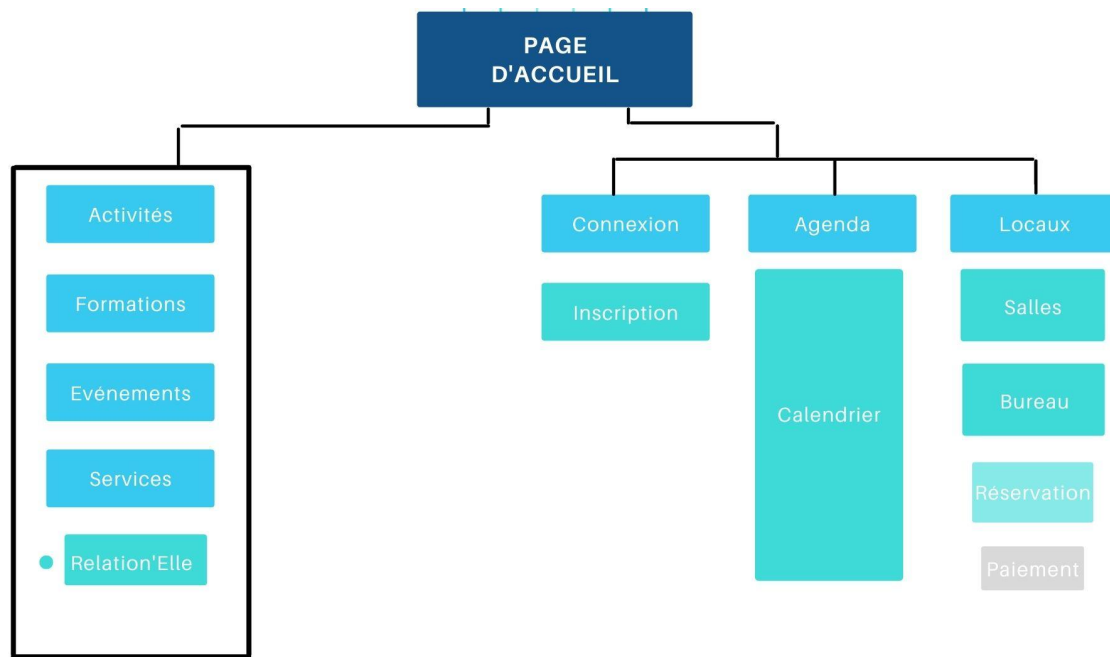 PAGE
D'ACCUEIL
Activités
Formations
Evénements
Services
Relation'Elle
Connexion
Inscription
Agenda
Calendrier
Locaux
Salles
Bureau
Réservation
Paiement